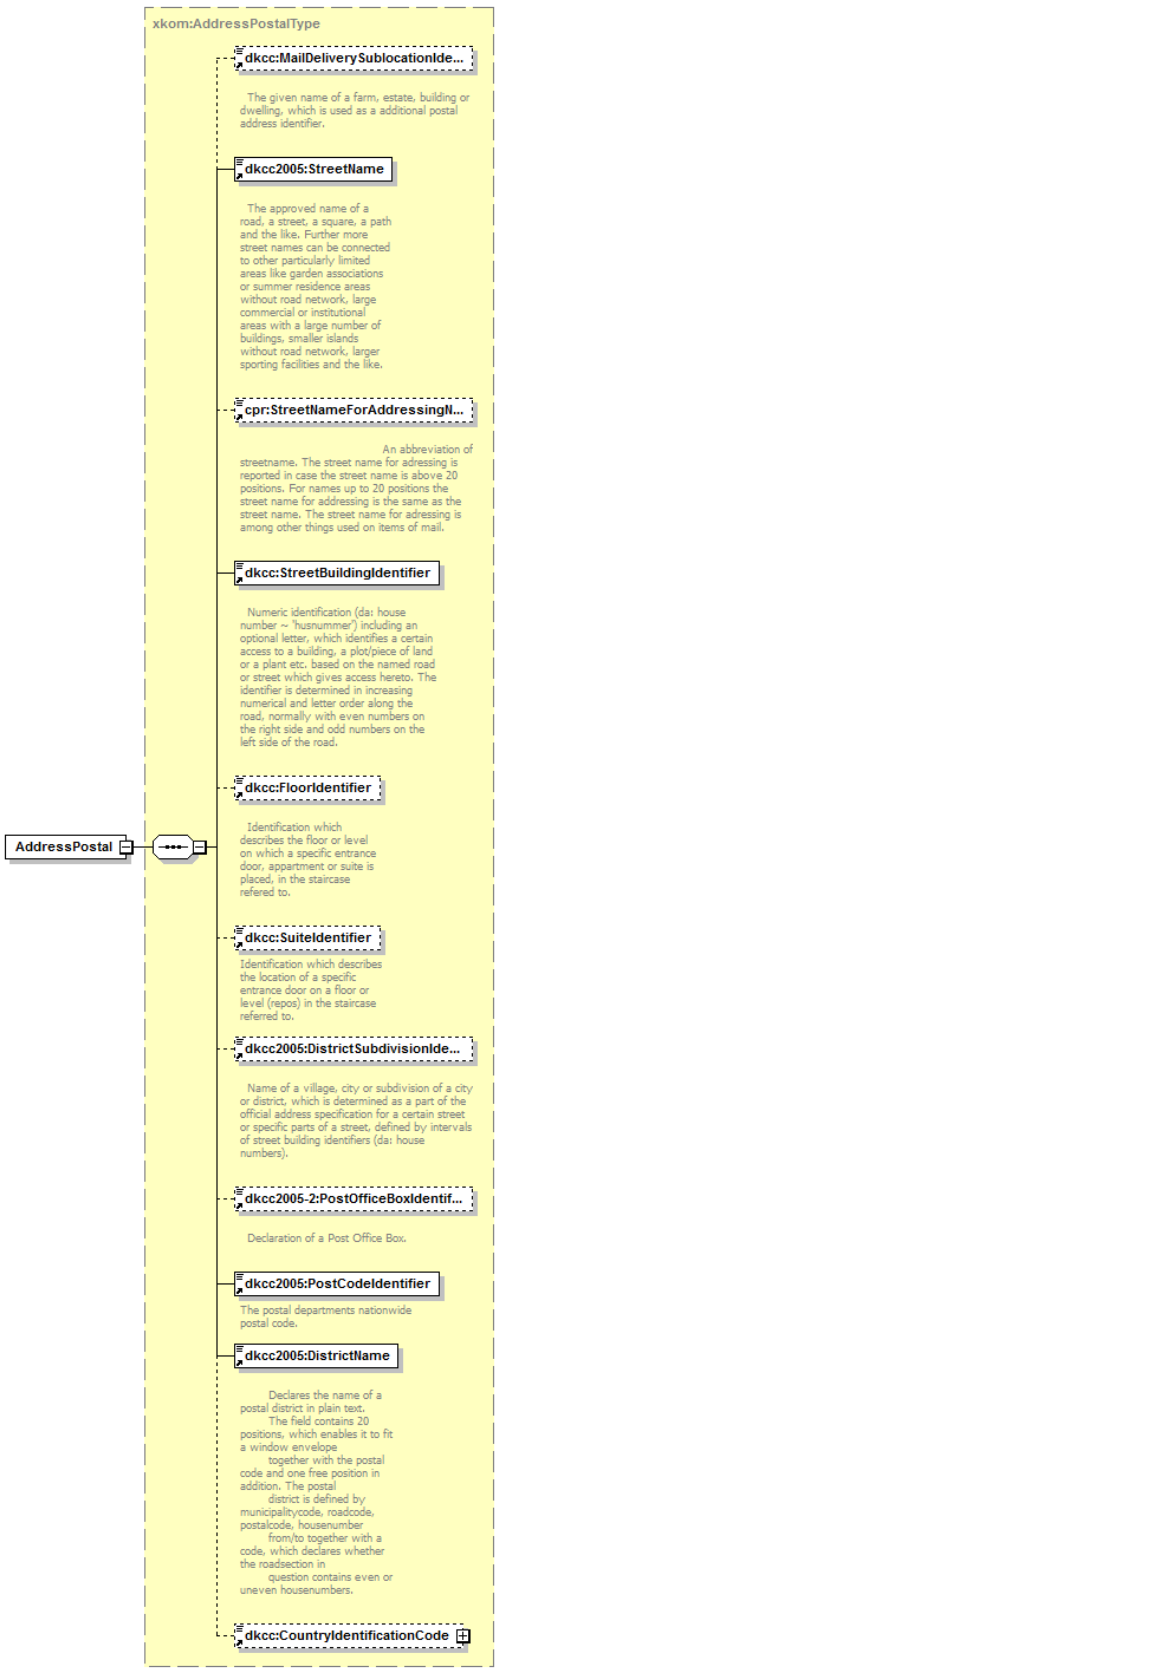 xkom:AddressPostalType
dkcc:MailDeliverySublocationIde...
The given name of a farm, estate, building or
dwelling, which is used as a additional postal
address identifier.
dkcc2005:StreetName
The approved name of a
road, a street, a square, a path
and the like. Further more
street names can be connected
to other particularly limited
areas like garden associations
or summer residence areas
without road network, large
commercial or institutional
areas with a large number of
buildings, smaller islands
without road network, larger
sporting facilities and the like.
cpr:StreetNameForAddressingN...
An abbreviation of
streetname. The street name for adressing is
reported in case the street name is above 20
positions. For names up to 20 positions the
street name for addressing is the same as the
street name. The street name for adressing is
among other things used on items of mail.
dkcc:StreetBuildingIdentifier
Numeric identification (da: house
number ~ 'husnummer') including an
optional letter, which identifies a certain
access to a building, a plot/piece of land
or a plant etc. based on the named road
or street which gives access hereto. The
identifier is determined in increasing
numerical and letter order along the
road, normally with even numbers on
the right side and odd numbers on the
left side of the road.
dkcc:FloorIdentifier
Identification which
describes the floor or level
on which a specific entrance
door, appartment or suite is
placed, in the staircase
refered to.
AddressPostal
dkcc:SuiteIdentifier
Identification which describes
the location of a specific
entrance door on a floor or
level (repos) in the staircase
referred to.
dkcc2005:DistrictSubdivisionIde...
Name of a village, city or subdivision of a city
or district, which is determined as a part of the
official address specification for a certain street
or specific parts of a street, defined by intervals
of street building identifiers (da: house
numbers).
dkcc2005-2:PostOfficeBoxIdentif...
Declaration of a Post Office Box.
dkcc2005:PostCodeIdentifier
The postal departments nationwide
postal code.
dkcc2005:DistrictName
Declares the name of a
postal district in plain text.
The field contains 20
positions, which enables it to fit
a window envelope
together with the postal
code and one free position in
addition. The postal
district is defined by
municipalitycode, roadcode,
postalcode, housenumber
from/to together with a
code, which declares whether
the roadsection in
question contains even or
uneven housenumbers.
dkcc:CountryIdentificationCode